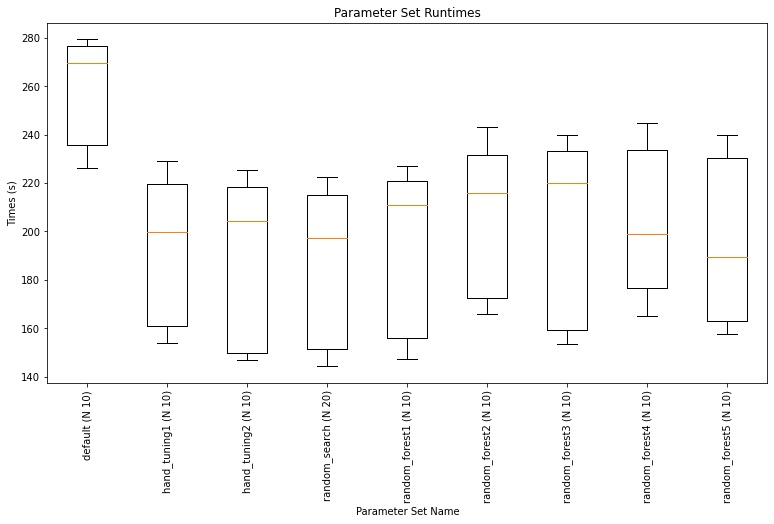 Parameter Set Runtimes
Times (s)
280
260
240
220
200
180
160
140
default (N 10)
hand_tuning1 (N 10)
hand_tuning2 (N 10)
random_search (N 20)
random_forest1 (N 10)
random_forest2 (N 10)
random_forest3 (N 10)
random_forest4 (N 10)
random_forest5 (N 10)
Parameter Set Name